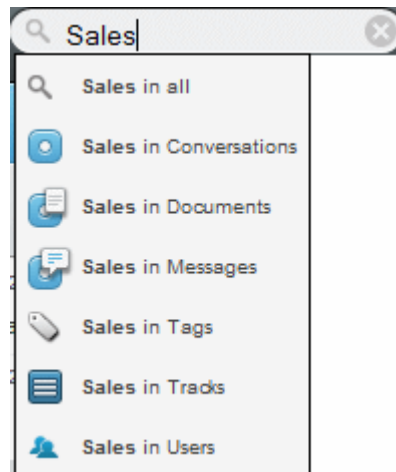 Sales
Sales in all
Sales in Conversations
Sales in Documents
Sales in Messages
Sales in Tags
Sales in Tracks
Sales in Users